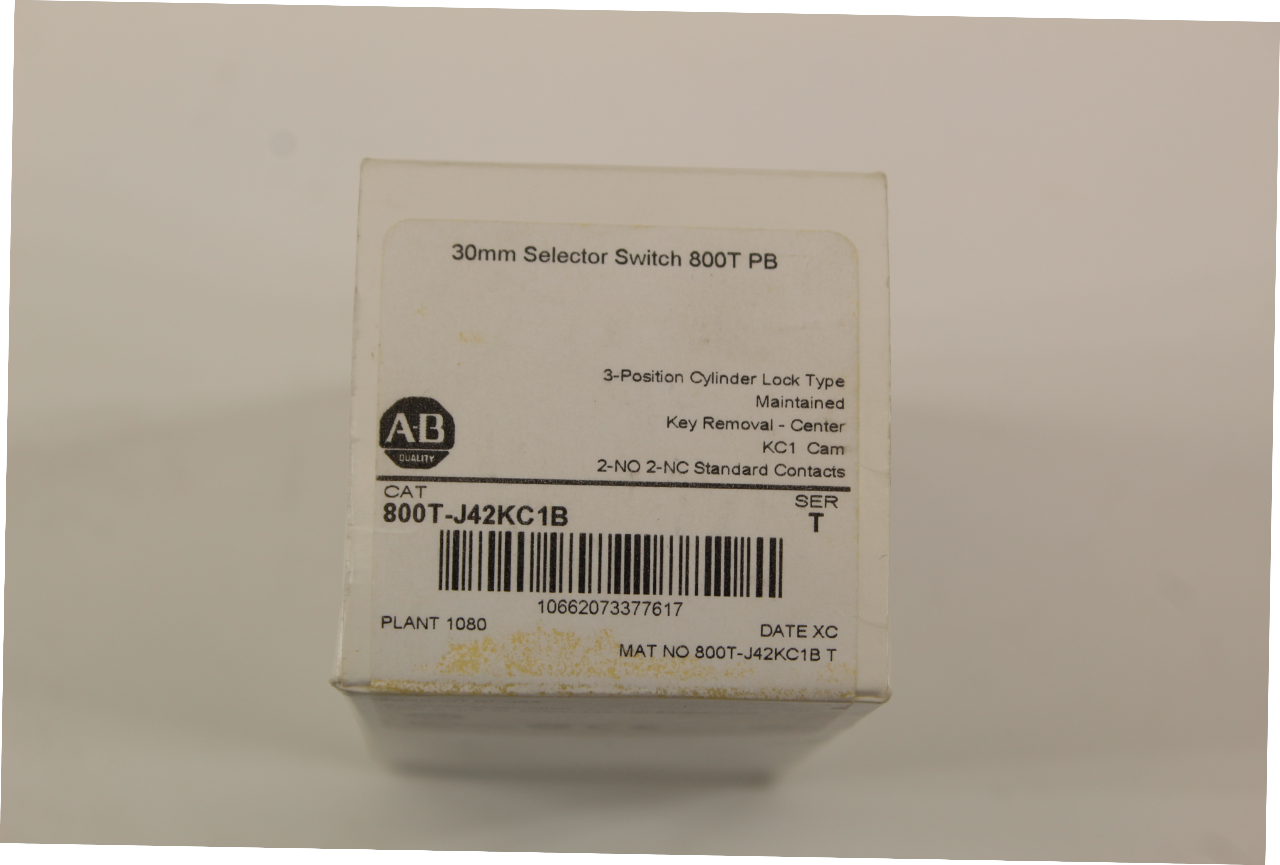 30mm Selector Switch 800T PB
3-Position Cylinder Lock Type
Maintained
Key Removal - Center
KC1 Cam
2-NO 2-NC Standard Contacts
A-B
QUALITY
CAT
800T-J42KC1B
SER
T
10662073377617
PLANT 1080
DATE XC
MAT NO 800T-J42KC1B T